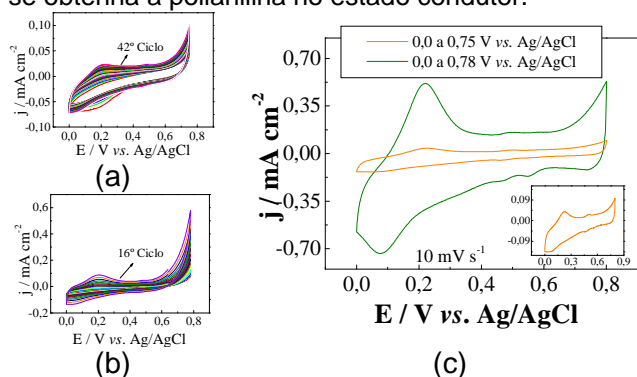 se obtenha a polianilina no estado condutor.
0,10
0,05
0,00
-0,05
-0,10
j / mA cm-2
42º Ciclo
0,0 0,2 0,4 0,6 0,8
E / V vs. Ag/AgCl
(a)
0,6
0,4
0,2
0,0
-0,2
j / mA cm-2
16º Ciclo
0,0 0,2 0,4 0,6 0,8
E / V vs. Ag/AgCl
(b)
0,0 a 0,75 V vs. Ag/AgCl
0,0 a 0,78 V vs. Ag/AgCl
0,70
0,35
0,00
-0,35
-0,70
j / mA cm-2
0,09
0,00
-0,09
0,0 0,3 0,6 0,9
10 mV s-1
0,0 0,2 0,4 0,6 0,8
E / V vs. Ag/AgCl
(c)